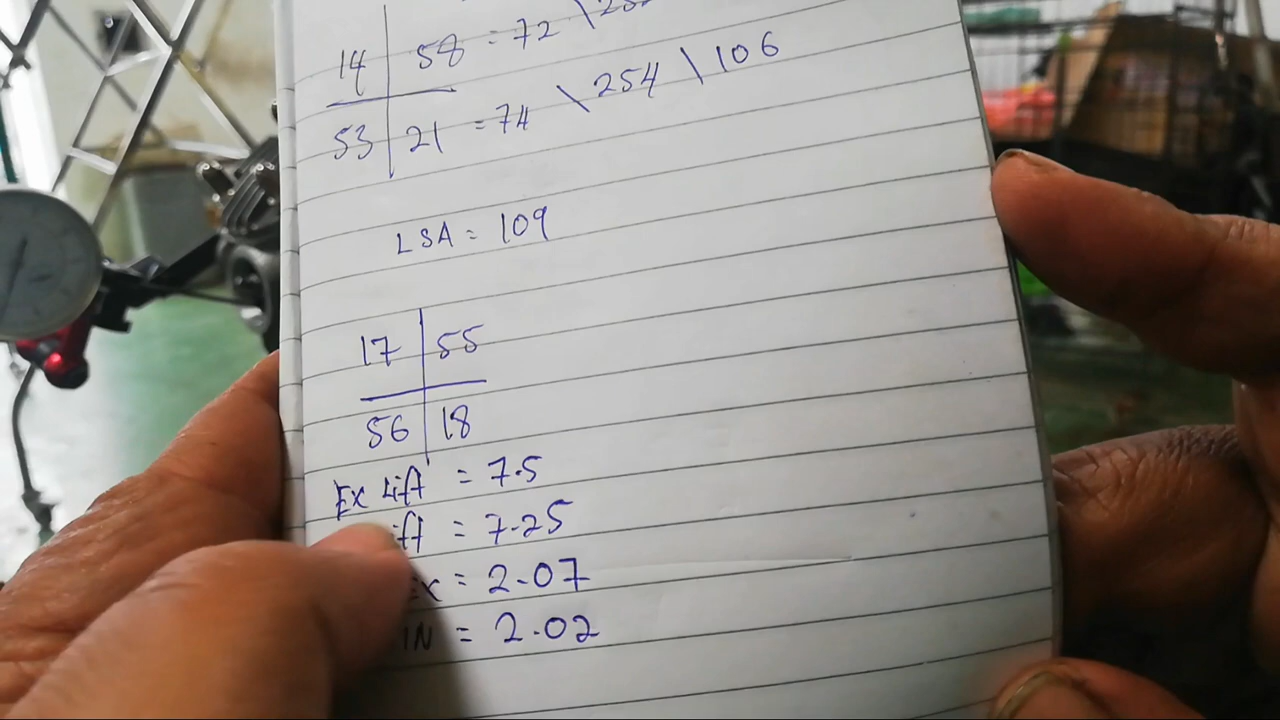 14 | 58 = 72 \
53 | 21 = 74 \ 254 \ 106
LSA = 109
17 | 55
56 | 18
Ex Lift = 7.5
= 7.25
Ex = 2.07
IN = 2.02